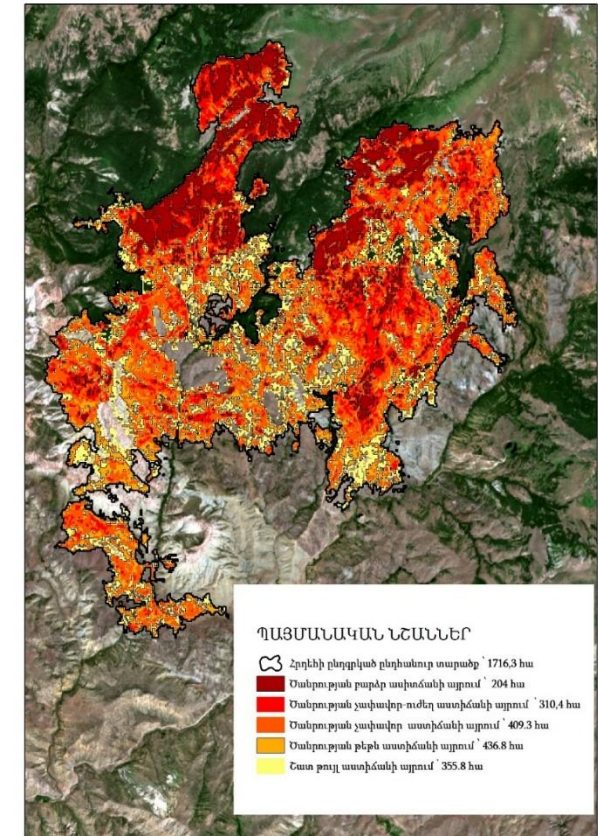 ՊԱՅՄԱՆԱԿԱՆ ՆՇԱՆՆԵՐ
Հրդեհի ընդգրկած ընդհանուր տարածք ՝ 1716,3 հա
Ծանրության բարձր աստիճանի այրում ՝ 204 հա
Ծանրության չափավոր-ուժեղ աստիճանի այրում ՝ 310,4 հա
Ծանրության չափավոր աստիճանի այրում ՝ 409.3 հա
Ծանրության թեթև աստիճանի այրում ՝ 436.8 հա
Շատ թույլ աստիճանի այրում ՝ 355.8 հա